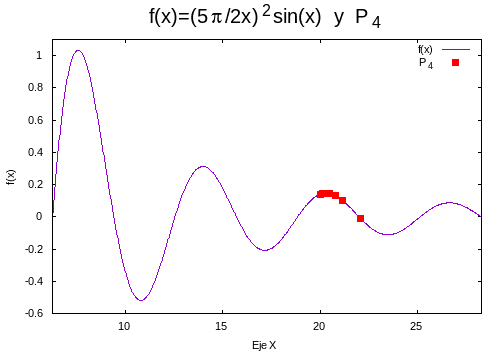 f(x)=(5π/2x)²sin(x) y P₄
f(x)
P₄
1
0.8
0.6
0.4
0.2
0
-0.2
-0.4
-0.6
f(x)
10 15 20 25
Eje X